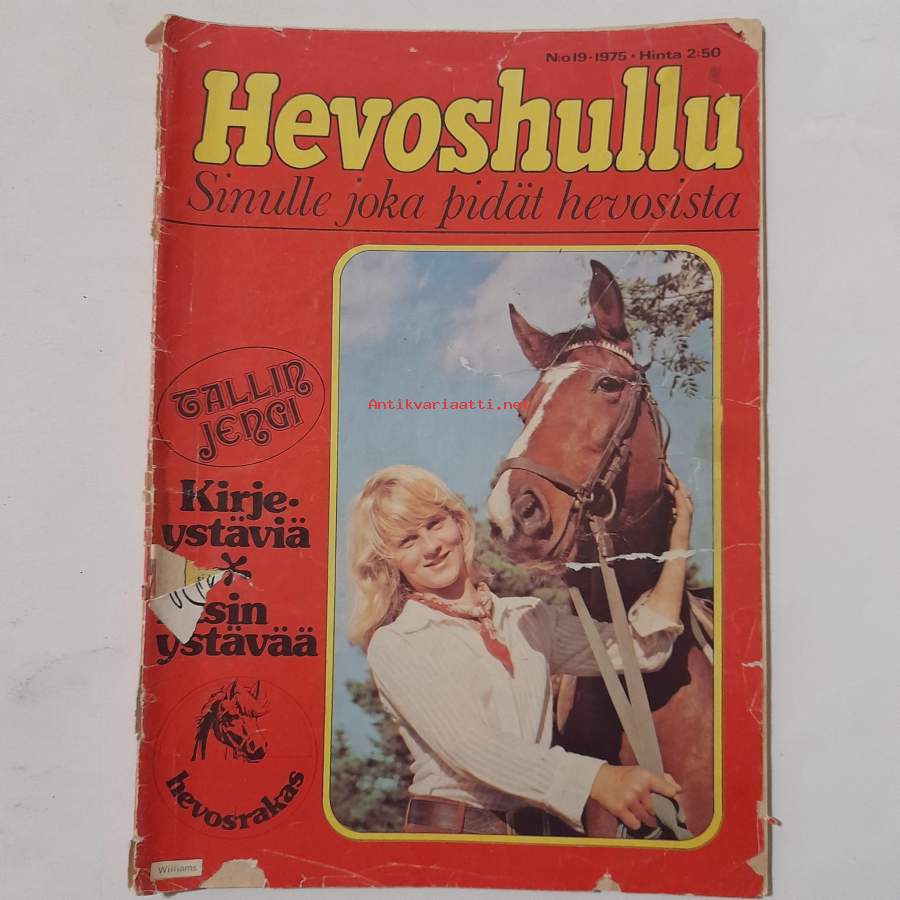 N:o 19 · 1975 • Hinta 2:50
Hevoshullu
Sinulle joka pidät hevosista
TALLIN
JENGI
Antikvariaatti.net
Kirje-
ystäviä
*
ystävää
hevosrakas
Williams